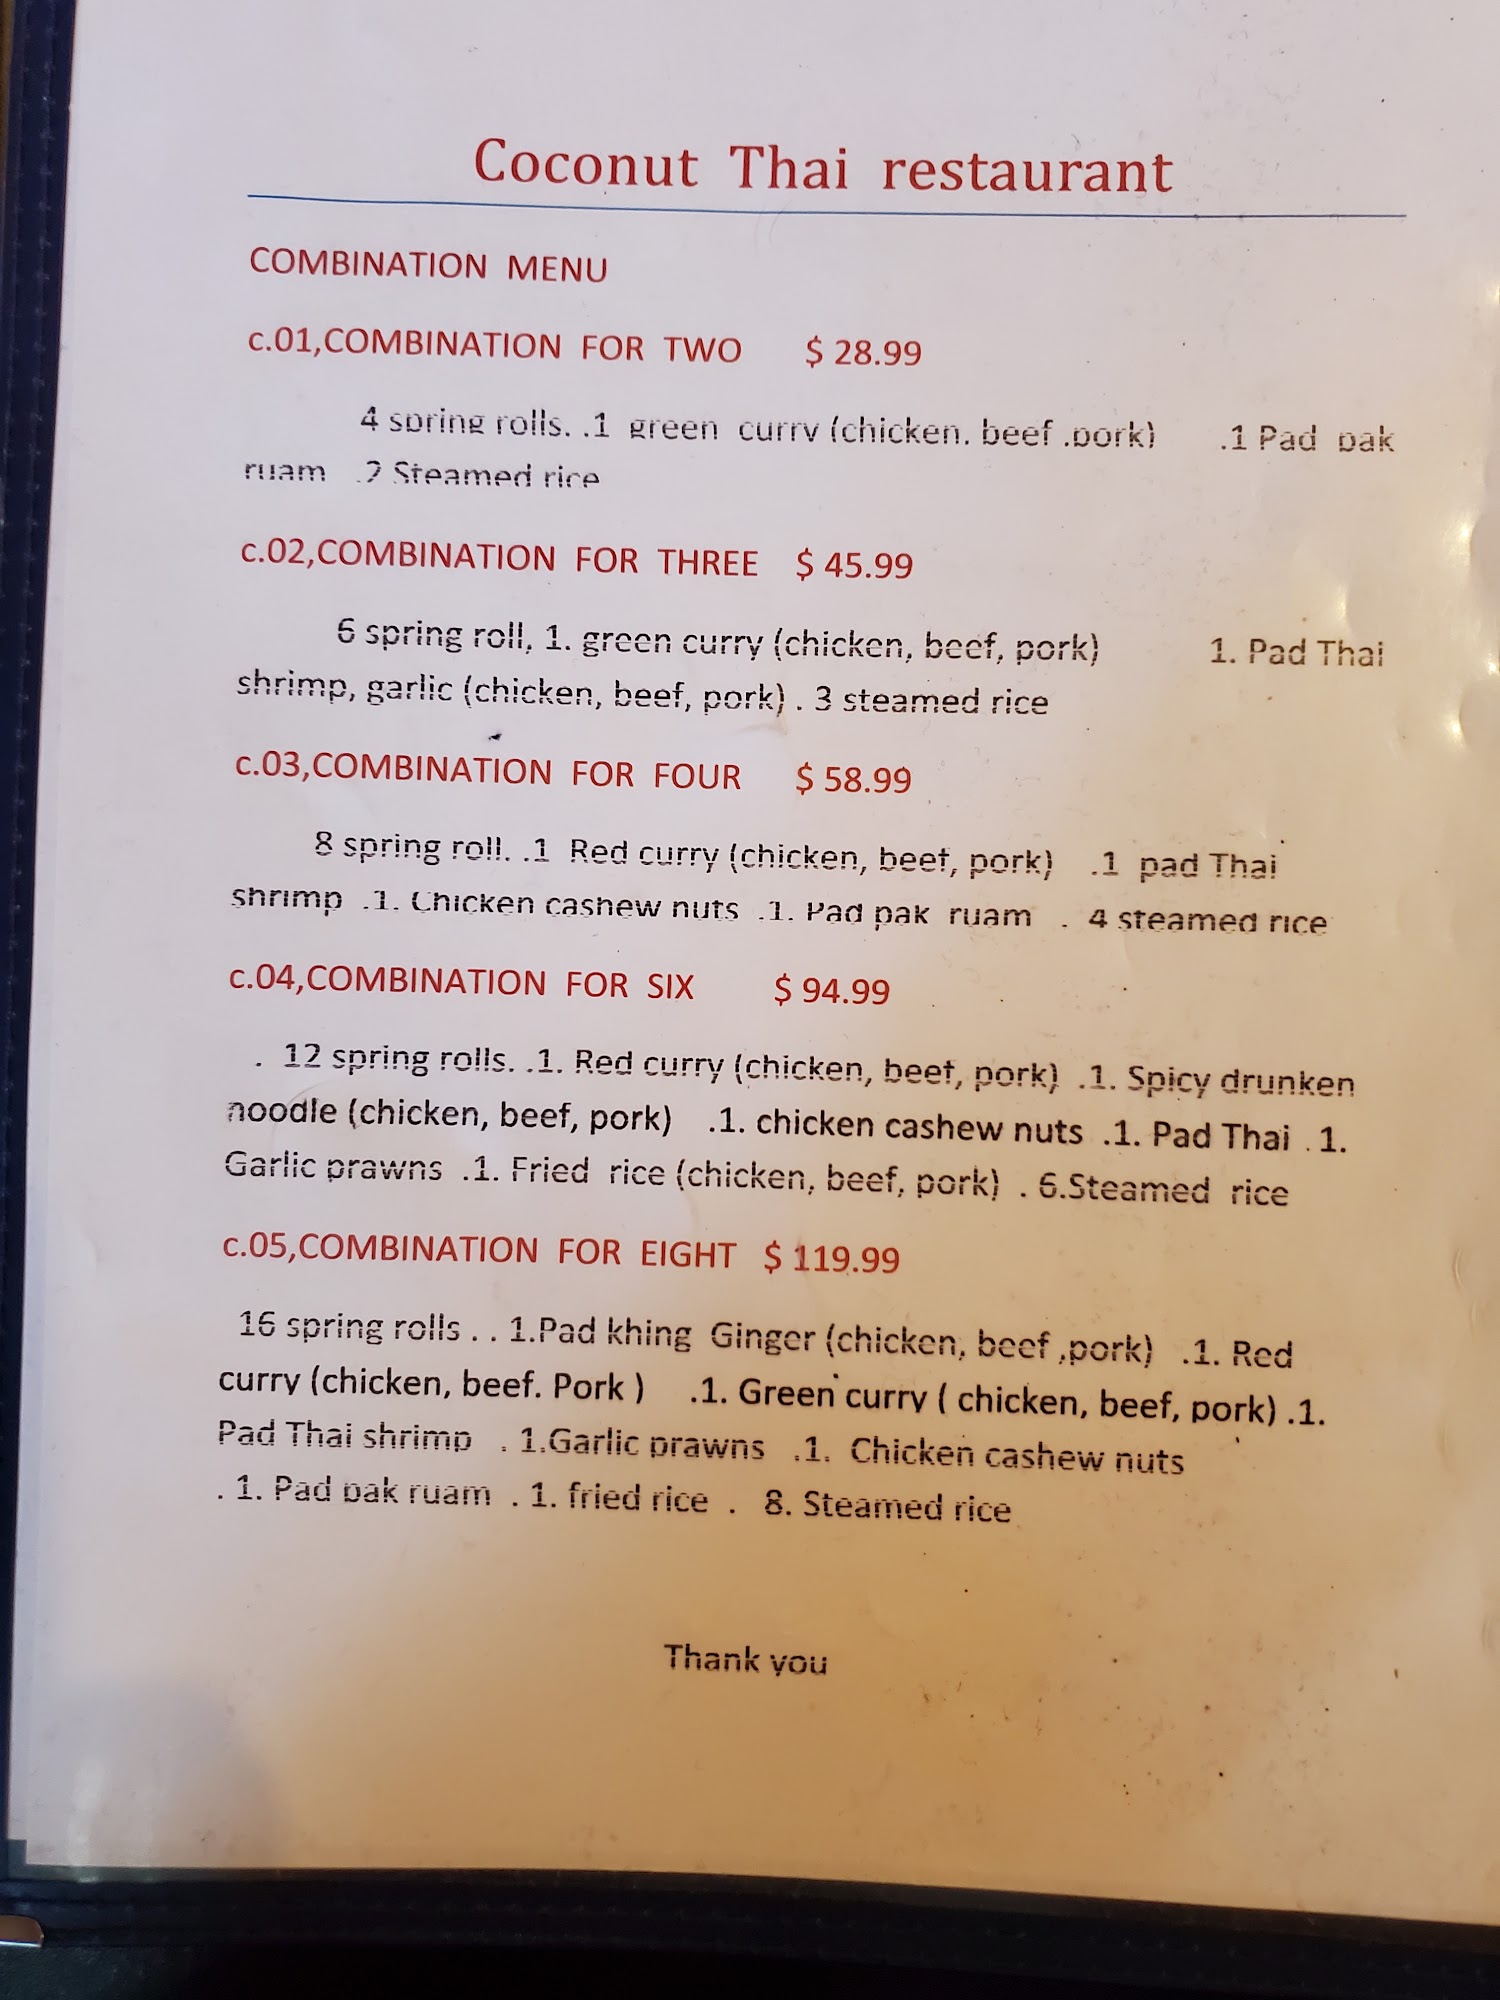 Coconut Thai restaurant
COMBINATION MENU
c.01,COMBINATION FOR TWO $ 28.99
4 spring rolls. .1 green curry (chicken. beef .pork) .1 Pad pak
ruam .2 Steamed rice
c.02,COMBINATION FOR THREE $ 45.99
6 spring roll, 1. green curry (chicken, beef, pork) 1. Pad Thai
shrimp, garlic (chicken, beef, pork) . 3 steamed rice
c.03,COMBINATION FOR FOUR $ 58.99
8 spring roll. .1 Red curry (chicken, beef, pork) .1 pad Thai
shrimp .1. Chicken cashew nuts .1. Pad pak ruam . 4 steamed rice
c.04,COMBINATION FOR SIX $ 94.99
. 12 spring rolls. .1. Red curry (chicken, beef, pork) .1. Spicy drunken
noodle (chicken, beef, pork) .1. chicken cashew nuts .1. Pad Thai . 1.
Garlic prawns .1. Fried rice (chicken, beef, pork) . 6.Steamed rice
c.05,COMBINATION FOR EIGHT $ 119.99
16 spring rolls . . 1.Pad khing Ginger (chicken, beef ,pork) .1. Red
curry (chicken, beef. Pork ) .1. Green curry ( chicken, beef, pork) .1.
Pad Thai shrimp . 1.Garlic prawns .1. Chicken cashew nuts
. 1. Pad pak ruam . 1. fried rice . 8. Steamed rice
Thank you